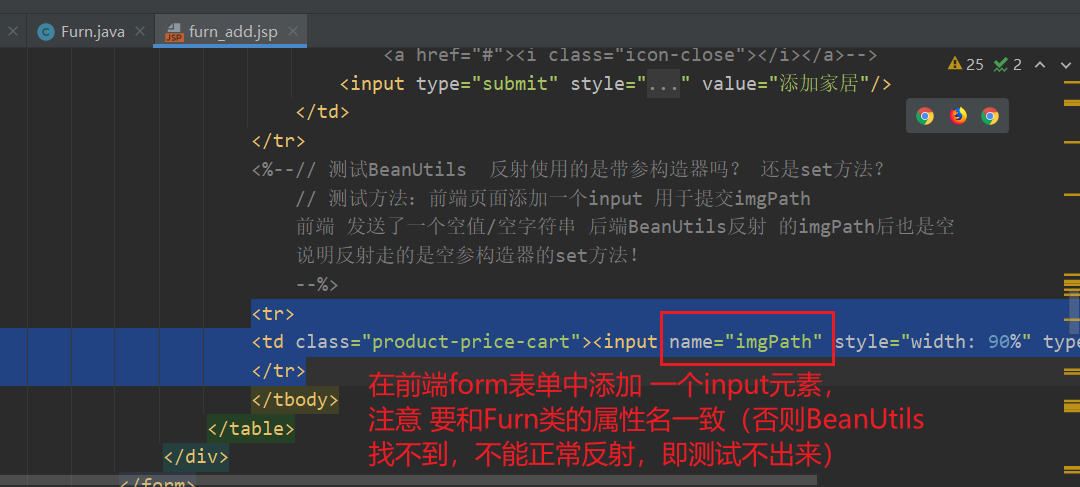 Furn.java
furn_add.jsp
<a href="#"><i class="icon-close"></i></a>-->
25 2
<input type="submit" style="..." value="添加家居"/>
</td>
</tr>
<%--// 测试BeanUtils 反射使用的是带参构造器吗? 还是set方法?
// 测试方法: 前端页面添加一个input 用于提交imgPath
前端 发送了一个空值/空字符串 后端BeanUtils反射 的imgPath后也是空
说明反射走的是空参构造器的set方法!
--%>
<tr>
<td class="product-price-cart"><input name="imgPath" style="width: 90%" type
</tr>
在前端form表单中添加 一个input元素，
</tbody>
注意 要和Furn类的属性名一致（否则BeanUtils
</table>
找不到，不能正常反射，即测试不出来）
</div>
</form>